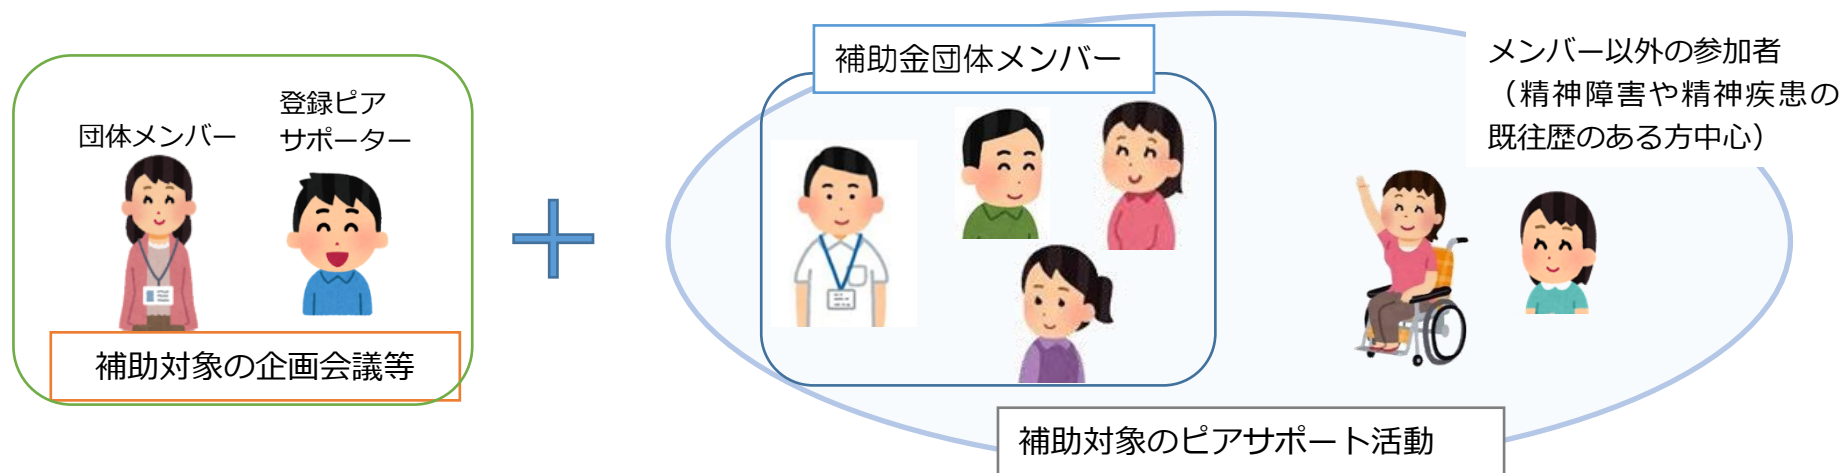 団体メンバー
登録ピア
サポーター
補助対象の企画会議等
補助金団体メンバー
メンバー以外の参加者
（精神障害や精神疾患の
既往歴のある方中心）
補助対象のピアサポート活動